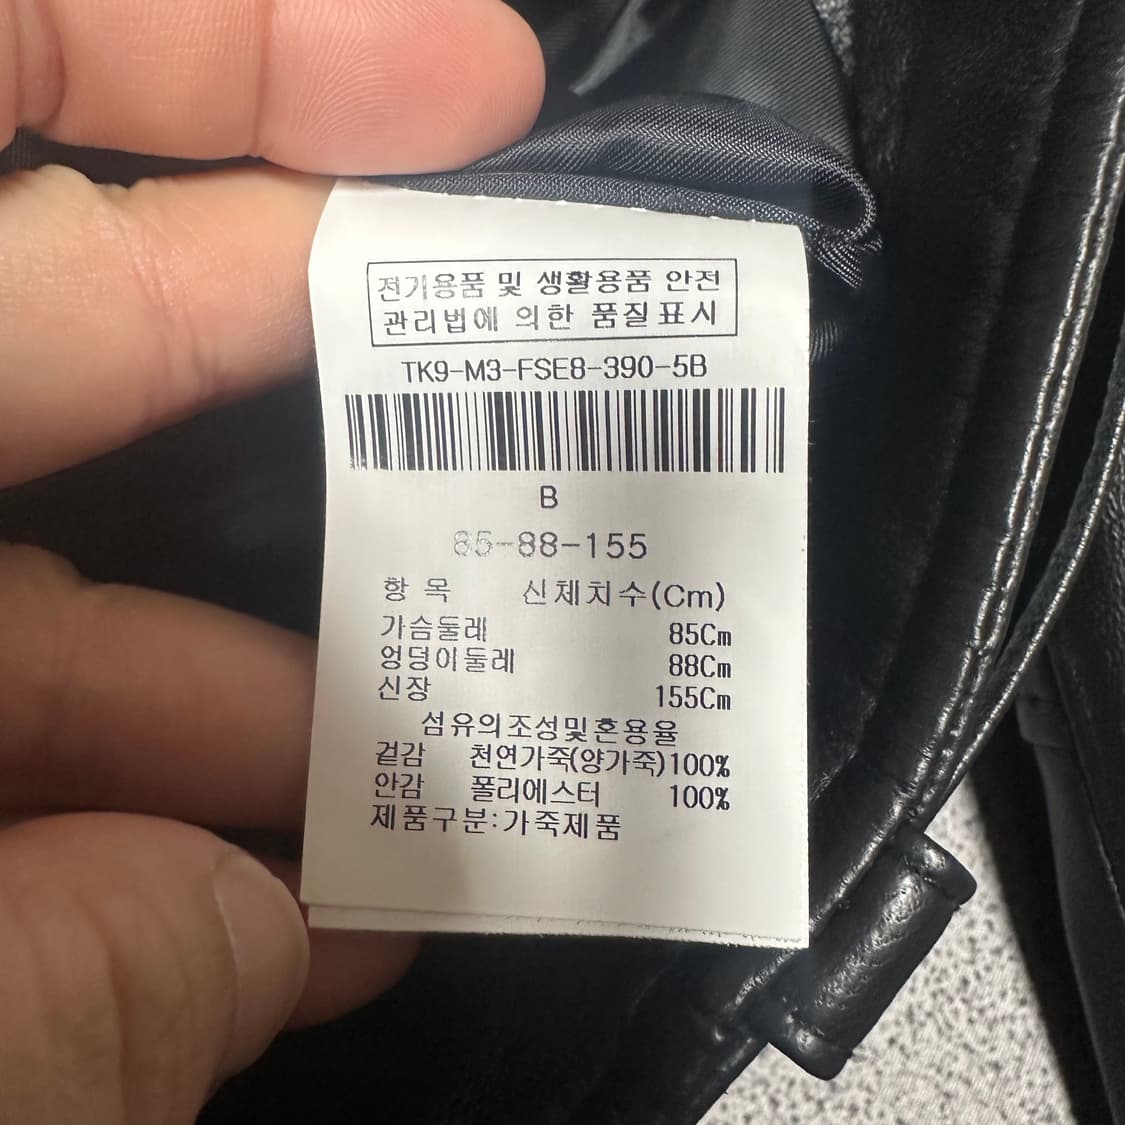 전기용품 및 생활용품 안전
관리법에 의한 품질표시
TK9-M3-FSE8-390-5B
B
85-88-155
항 목 신체치수(Cm)
가슴둘레 85Cm
엉덩이둘레 88Cm
신장 155Cm
섬유의조성및혼용율
겉감 천연가죽(양가죽)100%
안감 폴리에스터 100%
제품구분:가죽제품